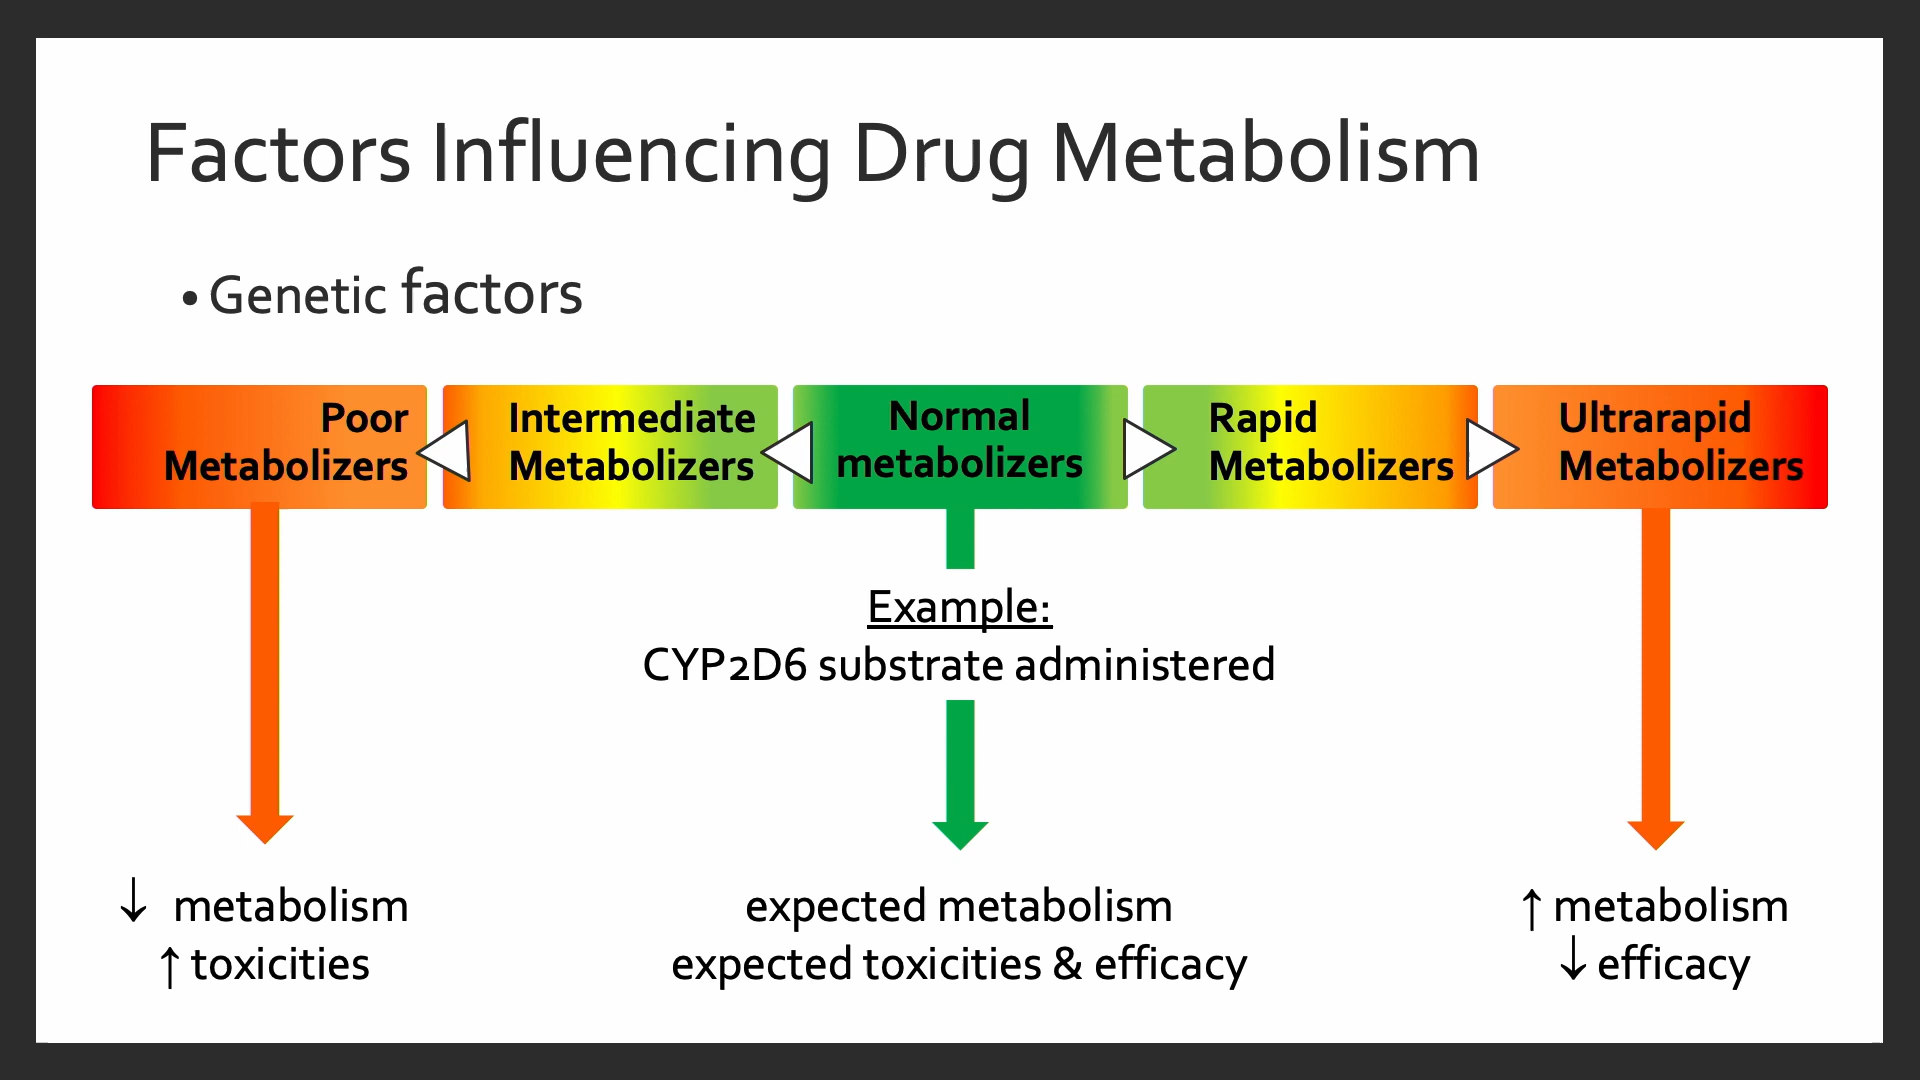 Factors Influencing Drug Metabolism
• Genetic factors
Poor
Metabolizers
Intermediate
Metabolizers
Normal
metabolizers
Rapid
Metabolizers
Ultrarapid
Metabolizers
Example:
CYP2D6 substrate administered
↓ metabolism
↑ toxicities
expected metabolism
expected toxicities & efficacy
↑ metabolism
↓ efficacy